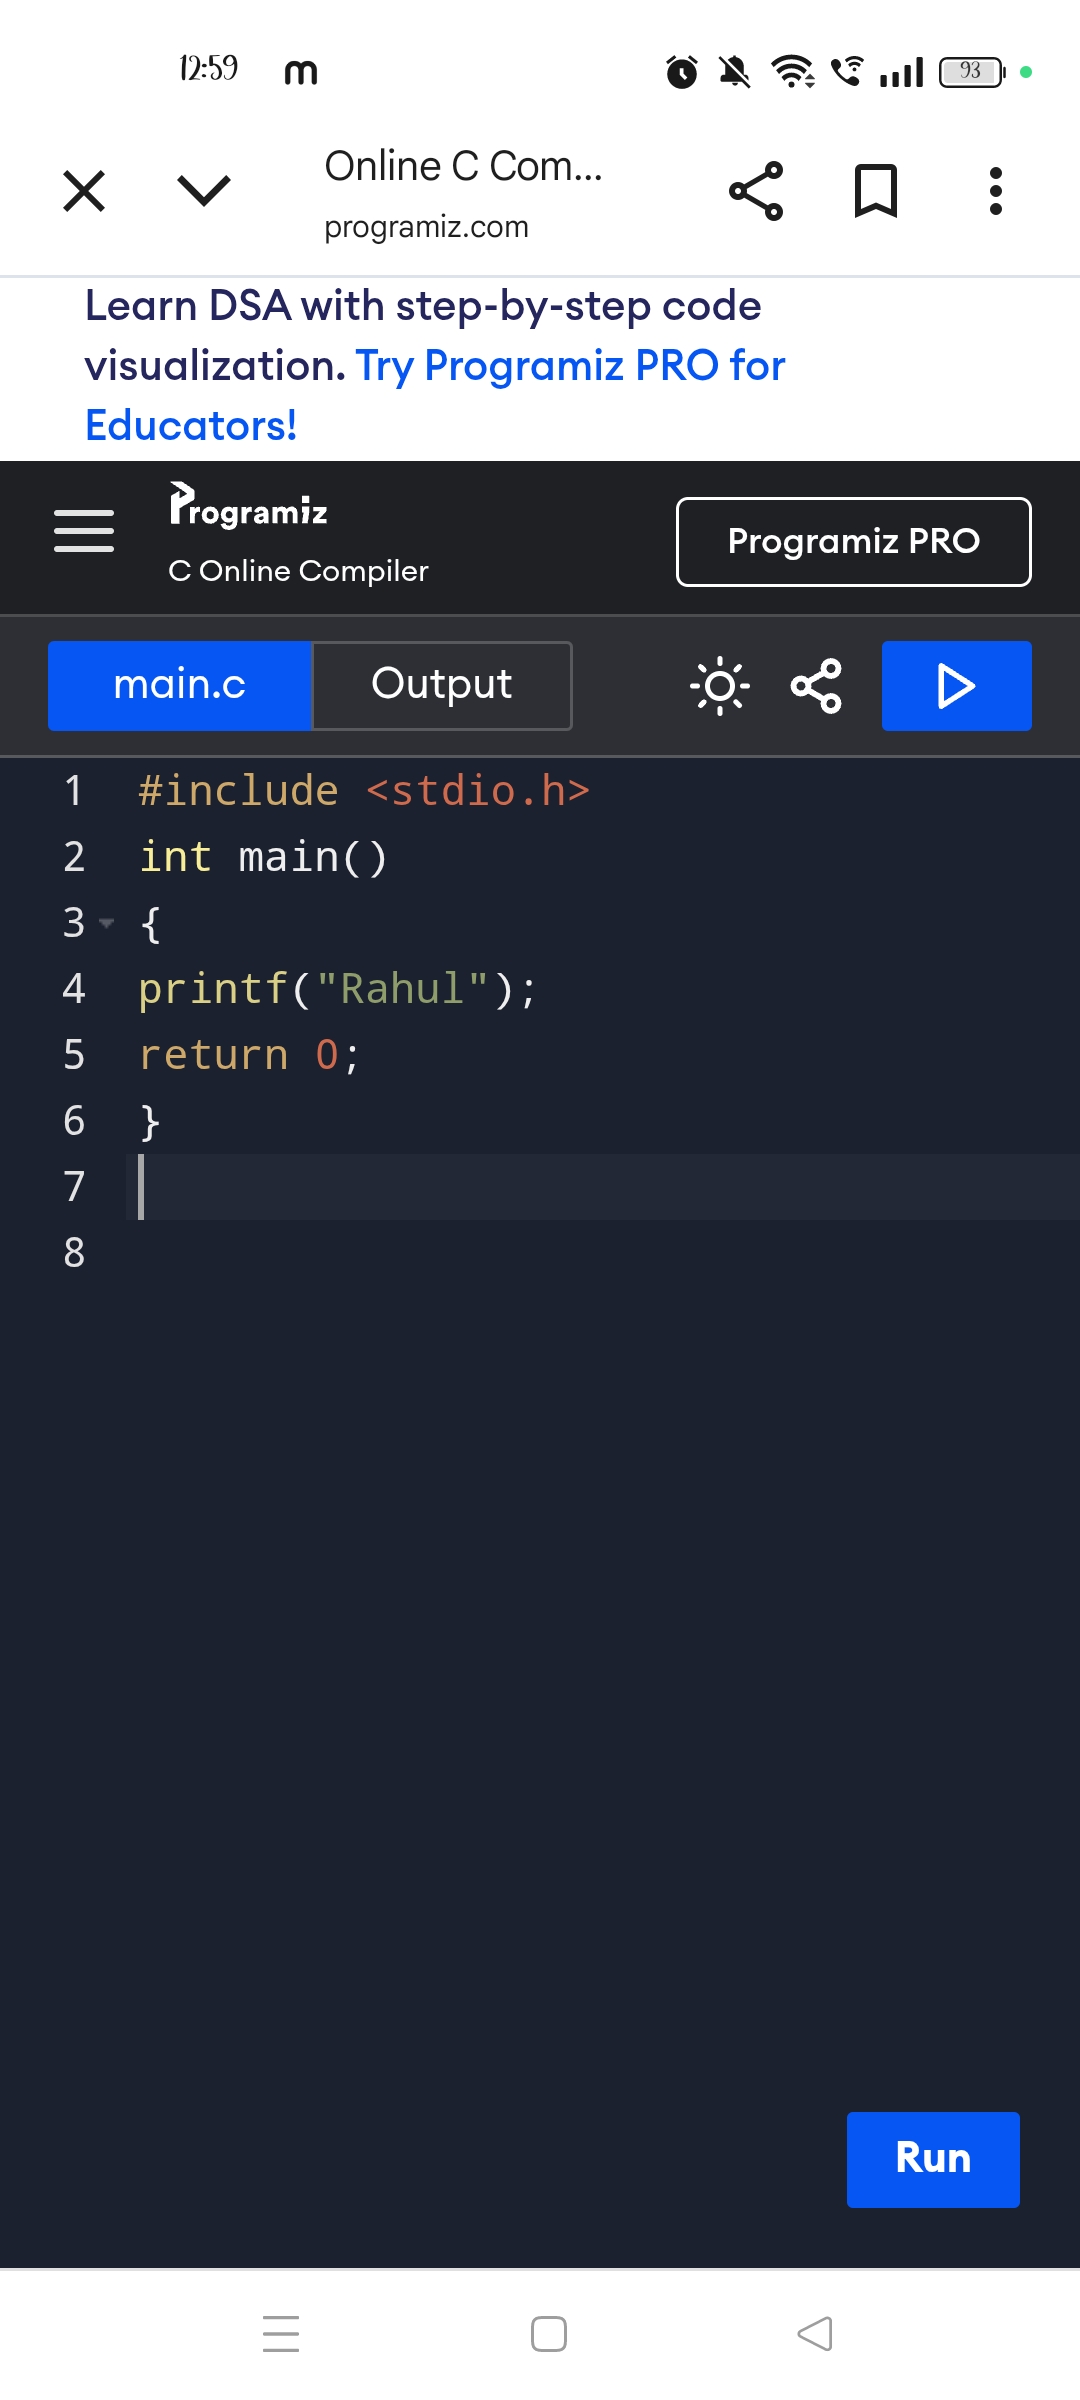 12:59 m 93
Online C Com...
programiz.com
Learn DSA with step-by-step code
visualization. Try Programiz PRO for
Educators!
Programiz
C Online Compiler
Programiz PRO
main.c Output
1 #include <stdio.h>
2 int main()
3 {
4 printf("Rahul");
5 return 0;
6 }
7
8
Run